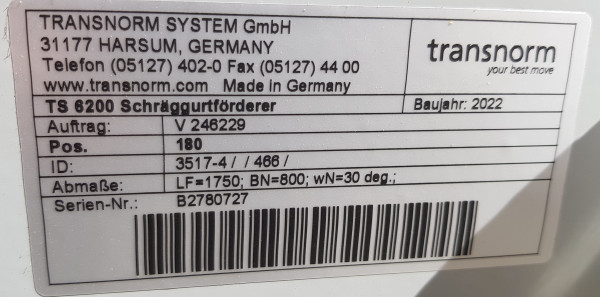 TRANSNORM SYSTEM GmbH
31177 HARSUM, GERMANY
Telefon (05127) 402-0 Fax (05127) 44 00
www.transnorm.com Made in Germany
transnorm
your best move
TS 6200 Schräggurtförderer Baujahr: 2022
Auftrag: V 246229
Pos. 180
ID: 3517-4 / / 466 /
Abmaße: LF=1750; BN=800; wN=30 deg.;
Serien-Nr.: B2780727